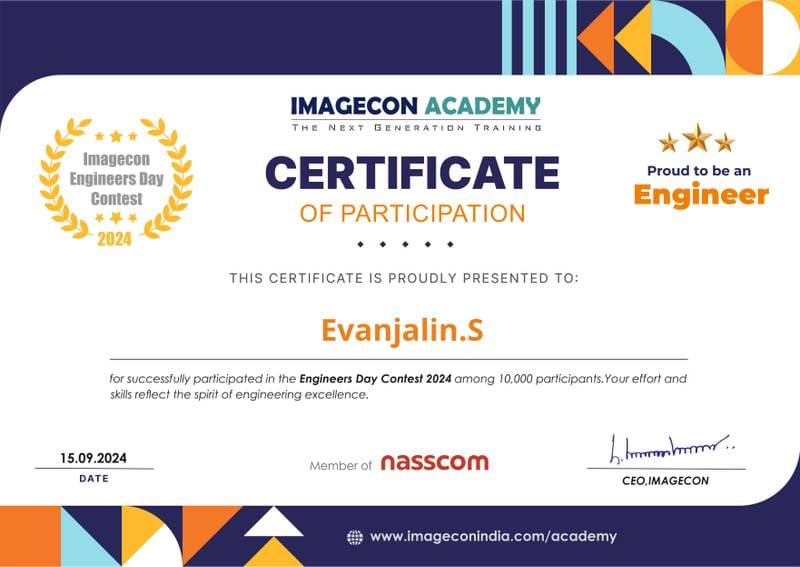 IMAGECON ACADEMY
THE NEXT GENERATION TRAINING
Imagecon
Engineers Day
Contest
2024
CERTIFICATE
OF PARTICIPATION
Proud to be an
Engineer
THIS CERTIFICATE IS PROUDLY PRESENTED TO:
Evanjalin.S
for successfully participated in the Engineers Day Contest 2024 among 10,000 participants.Your effort and
skills reflect the spirit of engineering excellence.
15.09.2024
DATE
Member of nasscom
CEO,IMAGECON
www.imageconindia.com/academy